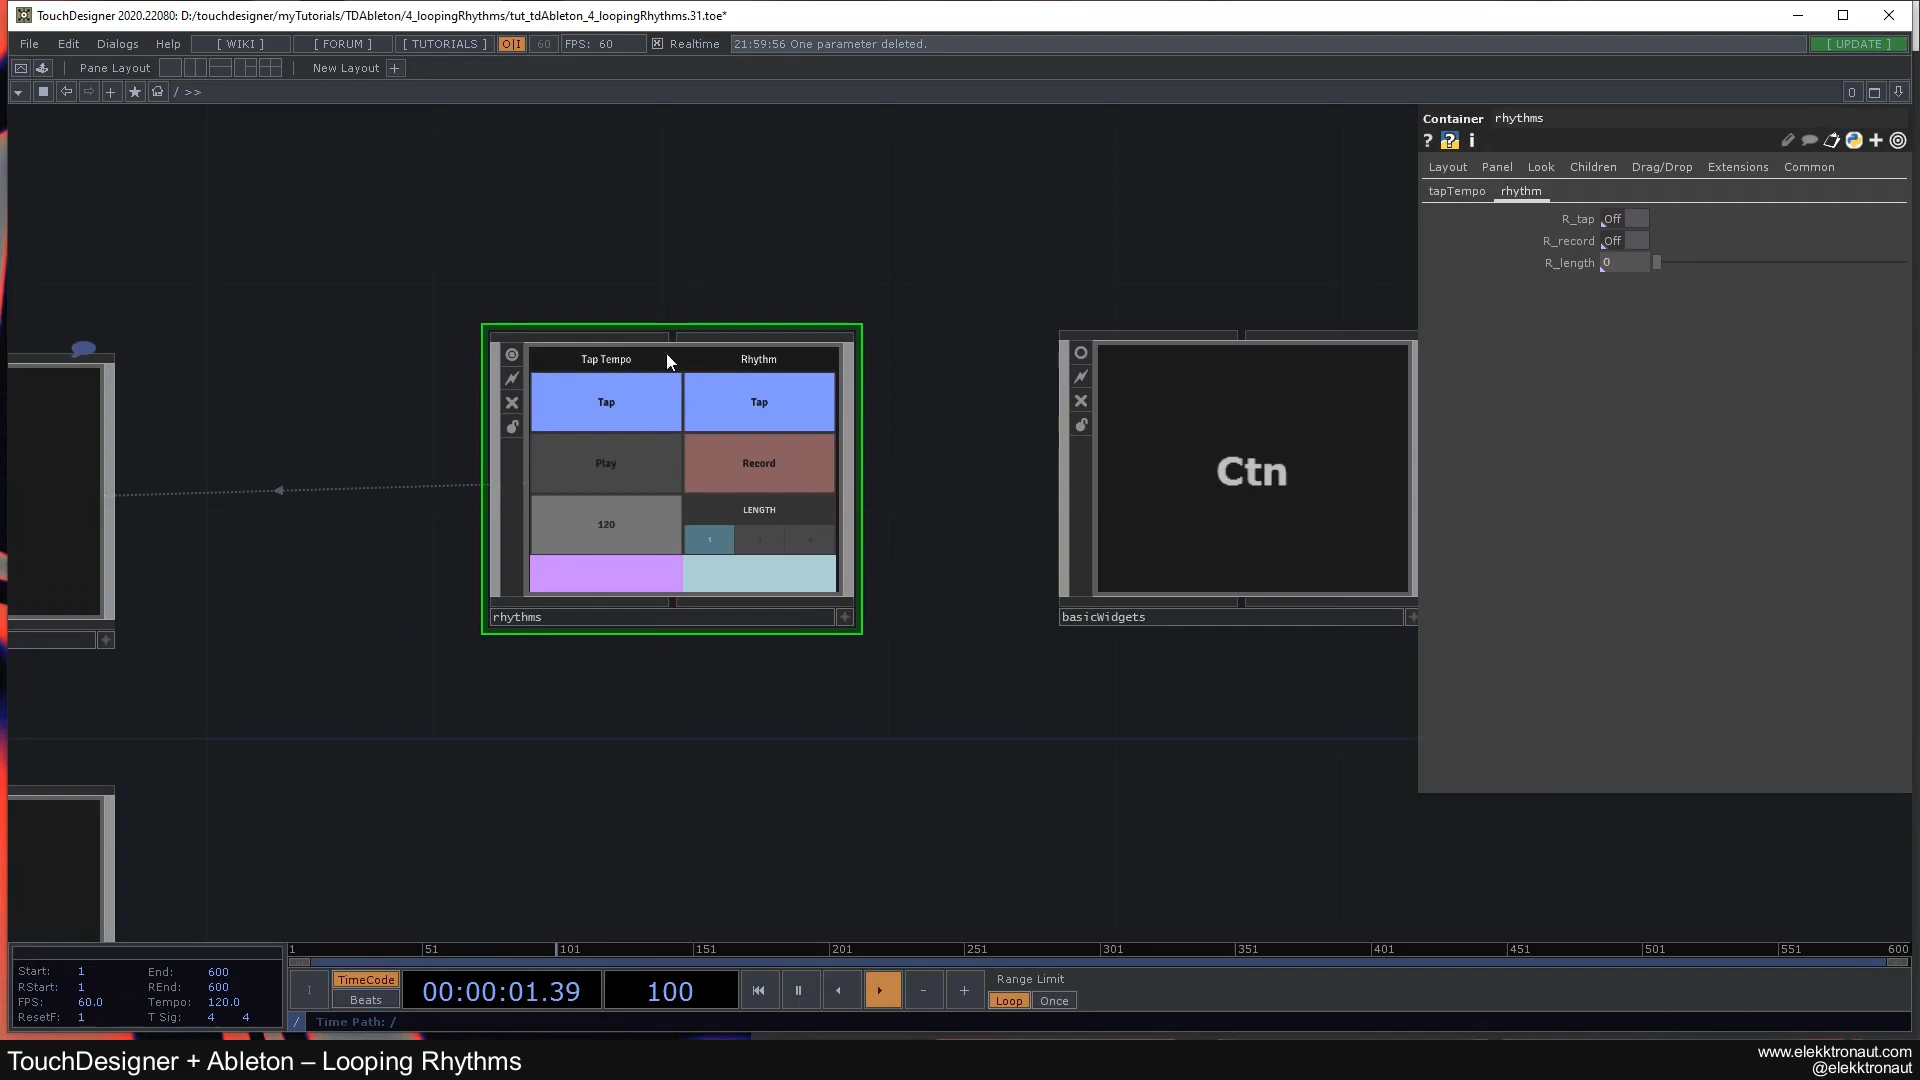 TouchDesigner 2020.22080: D:/touchdesigner/myTutorials/TDAbleton/4_loopingRhythms/tut_tdAbleton_4_loopingRhythms.31.toe*
File Edit Dialogs Help [ WIKI ] [ FORUM ] [ TUTORIALS ] O|I 60 FPS: 60 Realtime 21:59:56 One parameter deleted. [ UPDATE ]
Pane Layout New Layout +
/ >> 0
Container rhythms
? ? i
Layout Panel Look Children Drag/Drop Extensions Common
tapTempo rhythm
R_tap Off
R_record Off
R_length 0
Tap Tempo Rhythm
Tap Tap
Play Record
120 LENGTH
1 2
rhythms
Ctn
basicWidgets
1 51 101 151 201 251 301 351 401 451 501 551 600
Start: 1 End: 600
RStart: 1 REnd: 600
FPS: 60.0 Tempo: 120.0
ResetF: 1 T Sig: 4 4
TimeCode
Beats
00:00:01.39 100
- +
Range Limit
Loop Once
/ Time Path: /
TouchDesigner + Ableton – Looping Rhythms
www.elekktronaut.com
@elekktronaut